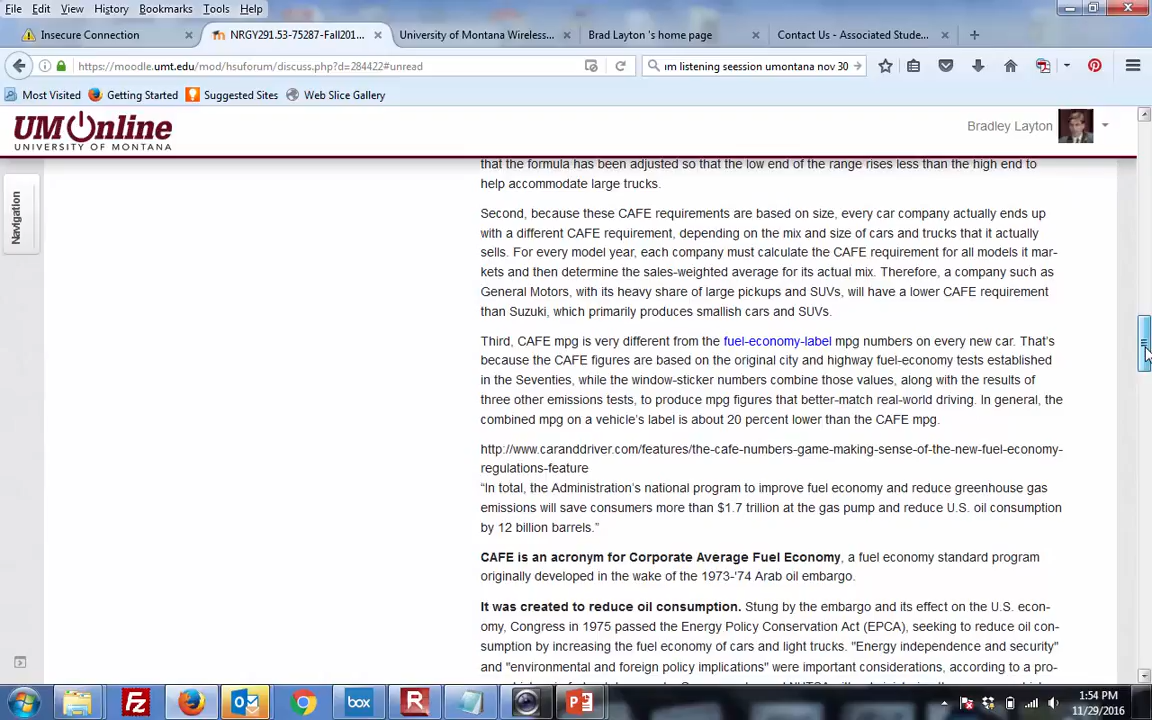 File Edit View History Bookmarks Tools Help
Insecure Connection
NRGY291.53-75287-Fall201...
University of Montana Wireless...
Brad Layton 's home page
Contact Us - Associated Stude...
https://moodle.umt.edu/mod/hsuforum/discuss.php?d=284422#unread
ım listening seession umontana nov 30
Most Visited Getting Started Suggested Sites Web Slice Gallery
UM Online
UNIVERSITY OF MONTANA
Bradley Layton
Navigation
that the formula has been adjusted so that the low end of the range rises less than the high end to
help accommodate large trucks.
Second, because these CAFE requirements are based on size, every car company actually ends up
with a different CAFE requirement, depending on the mix and size of cars and trucks that it actually
sells. For every model year, each company must calculate the CAFE requirement for all models it mar-
kets and then determine the sales-weighted average for its actual mix. Therefore, a company such as
General Motors, with its heavy share of large pickups and SUVs, will have a lower CAFE requirement
than Suzuki, which primarily produces smallish cars and SUVs.
Third, CAFE mpg is very different from the fuel-economy-label mpg numbers on every new car. That's
because the CAFE figures are based on the original city and highway fuel-economy tests established
in the Seventies, while the window-sticker numbers combine those values, along with the results of
three other emissions tests, to produce mpg figures that better-match real-world driving. In general, the
combined mpg on a vehicle's label is about 20 percent lower than the CAFE mpg.
http://www.caranddriver.com/features/the-cafe-numbers-game-making-sense-of-the-new-fuel-economy-
regulations-feature
“In total, the Administration’s national program to improve fuel economy and reduce greenhouse gas
emissions will save consumers more than $1.7 trillion at the gas pump and reduce U.S. oil consumption
by 12 billion barrels.”
CAFE is an acronym for Corporate Average Fuel Economy, a fuel economy standard program
originally developed in the wake of the 1973-'74 Arab oil embargo.
It was created to reduce oil consumption. Stung by the embargo and its effect on the U.S. econ-
omy, Congress in 1975 passed the Energy Policy Conservation Act (EPCA), seeking to reduce oil con-
sumption by increasing the fuel economy of cars and light trucks. "Energy independence and security"
and "environmental and foreign policy implications" were important considerations, according to a pro-
box
1:54 PM
11/29/2016